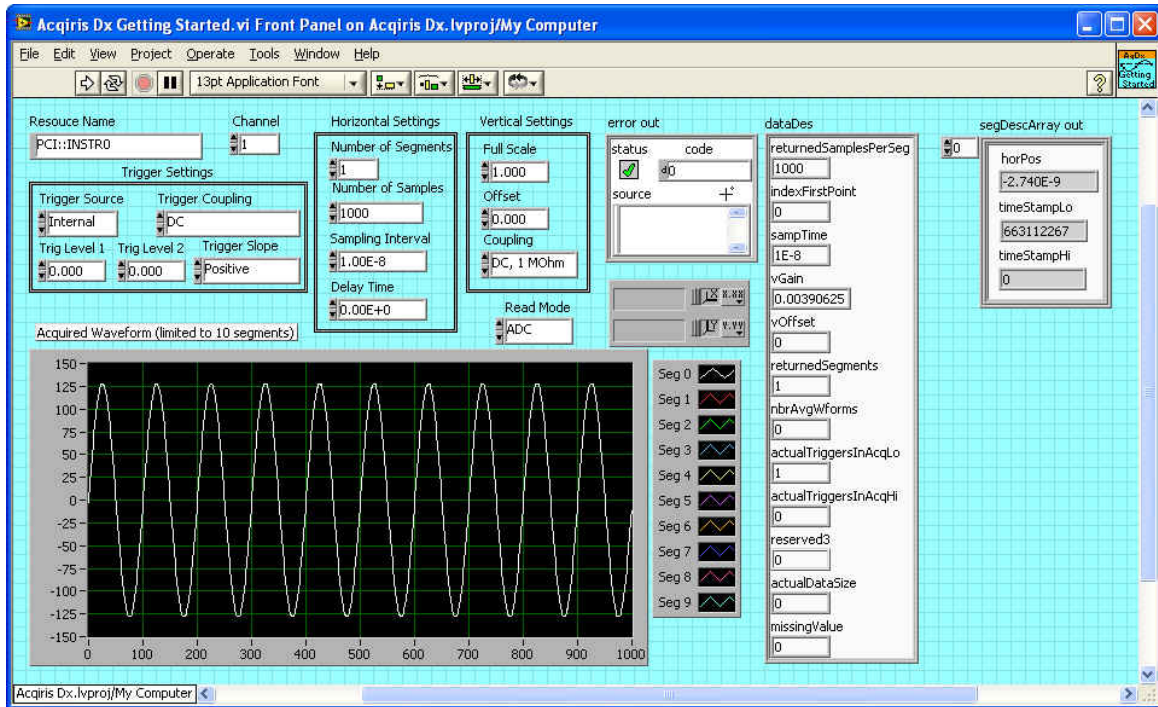 Acqiris Dx Getting Started.vi Front Panel on Acqiris Dx.lvproj/My Computer
File Edit View Project Operate Tools Window Help
13pt Application Font
AqDx
Getting
Started
Resouce Name
PCI::INSTR0
Channel
1
Trigger Settings
Trigger Source
Internal
Trigger Coupling
DC
Trig Level 1
0.000
Trig Level 2
0.000
Trigger Slope
Positive
Horizontal Settings
Number of Segments
1
Number of Samples
1000
Sampling Interval
1.00E-8
Delay Time
0.00E+0
Vertical Settings
Full Scale
1.000
Offset
0.000
Coupling
DC, 1 MOhm
Read Mode
ADC
error out
status
code
d0
source
X.XX
Y.YY
dataDes
returnedSamplesPerSeg
1000
indexFirstPoint
0
sampTime
1E-8
vGain
0.00390625
vOffset
0
returnedSegments
1
nbrAvgWforms
0
actualTriggersInAcqLo
1
actualTriggersInAcqHi
0
reserved3
0
actualDataSize
0
missingValue
0
segDescArray out
0
horPos
-2.740E-9
timeStampLo
663112267
timeStampHi
0
Acquired Waveform (limited to 10 segments)
150
125
100
75
50
25
0
-25
-50
-75
-100
-125
-150
0 100 200 300 400 500 600 700 800 900 1000
Seg 0
Seg 1
Seg 2
Seg 3
Seg 4
Seg 5
Seg 6
Seg 7
Seg 8
Seg 9
Acqiris Dx.lvproj/My Computer